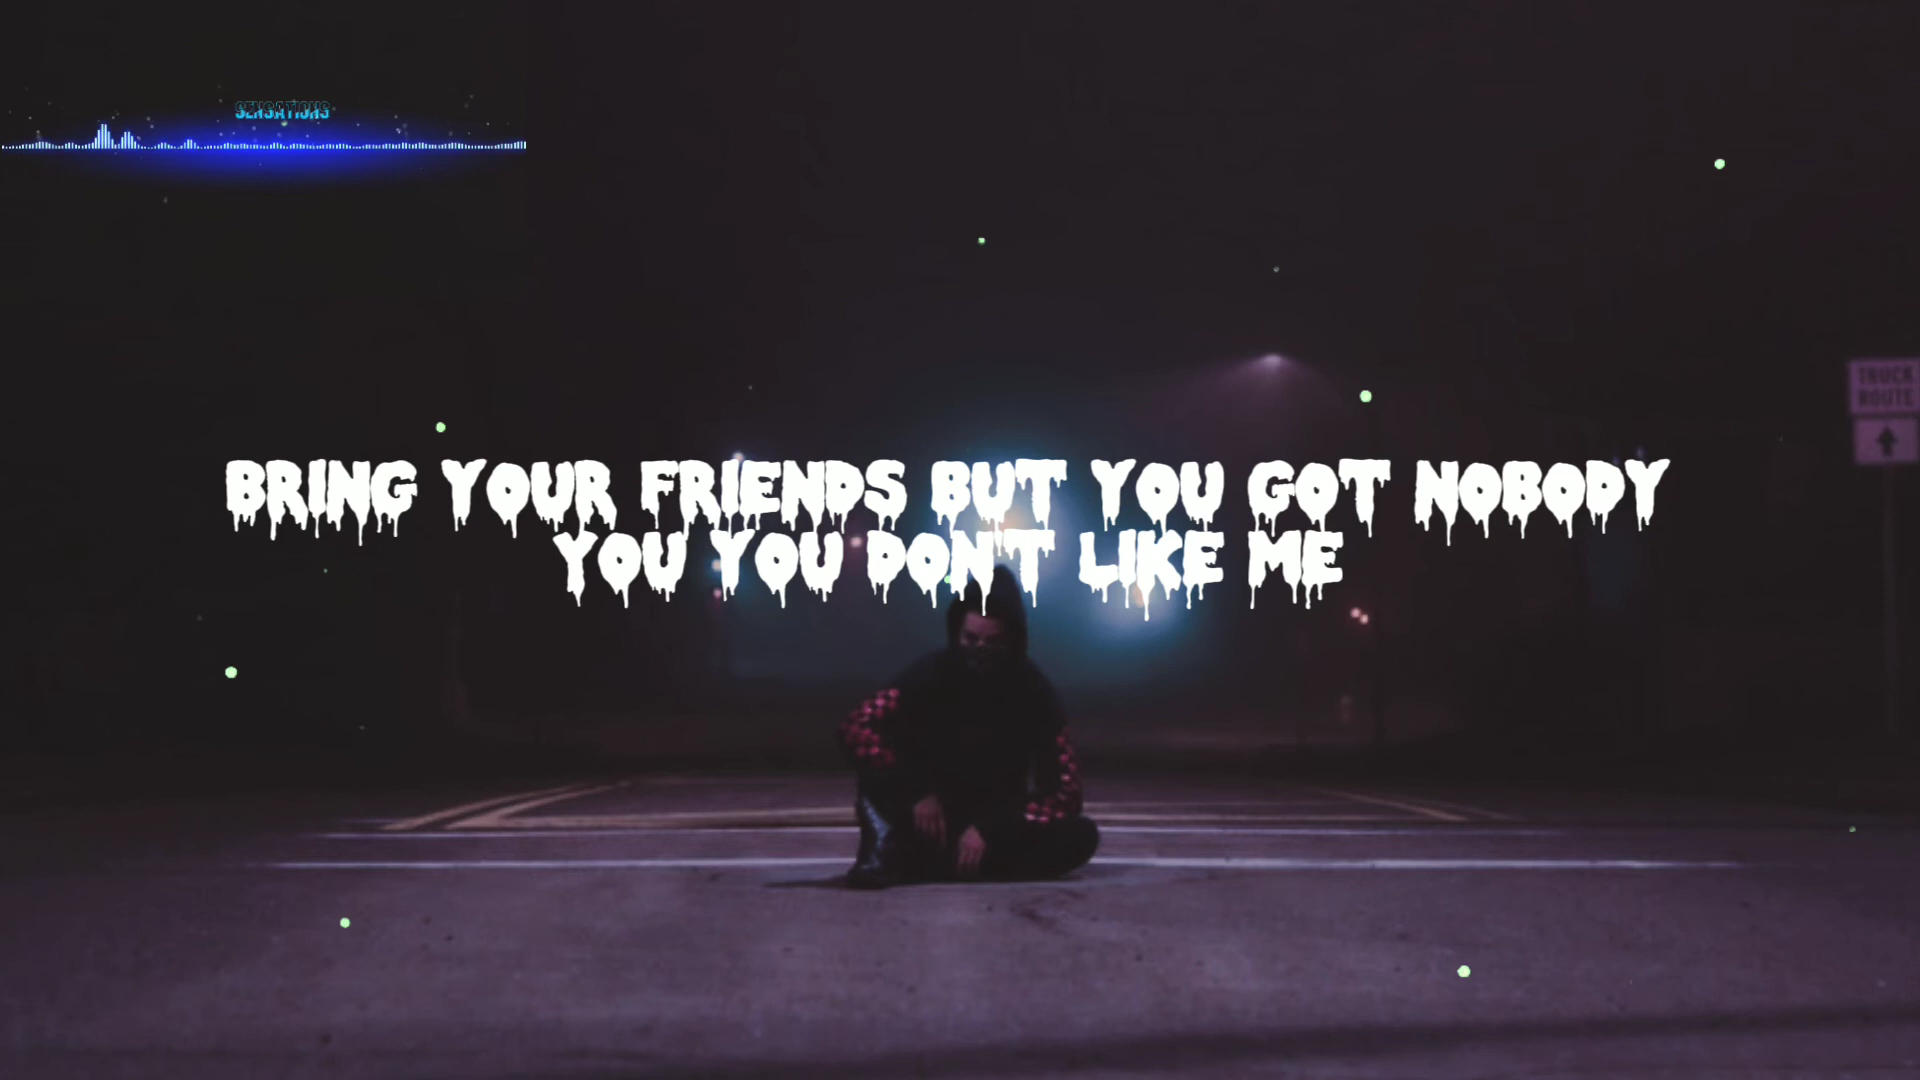 SENSATIONS
BRING YOUR FRIENDS BUT YOU GOT NOBODY
YOU YOU DON'T LIKE ME
TRUCK
ROUTE